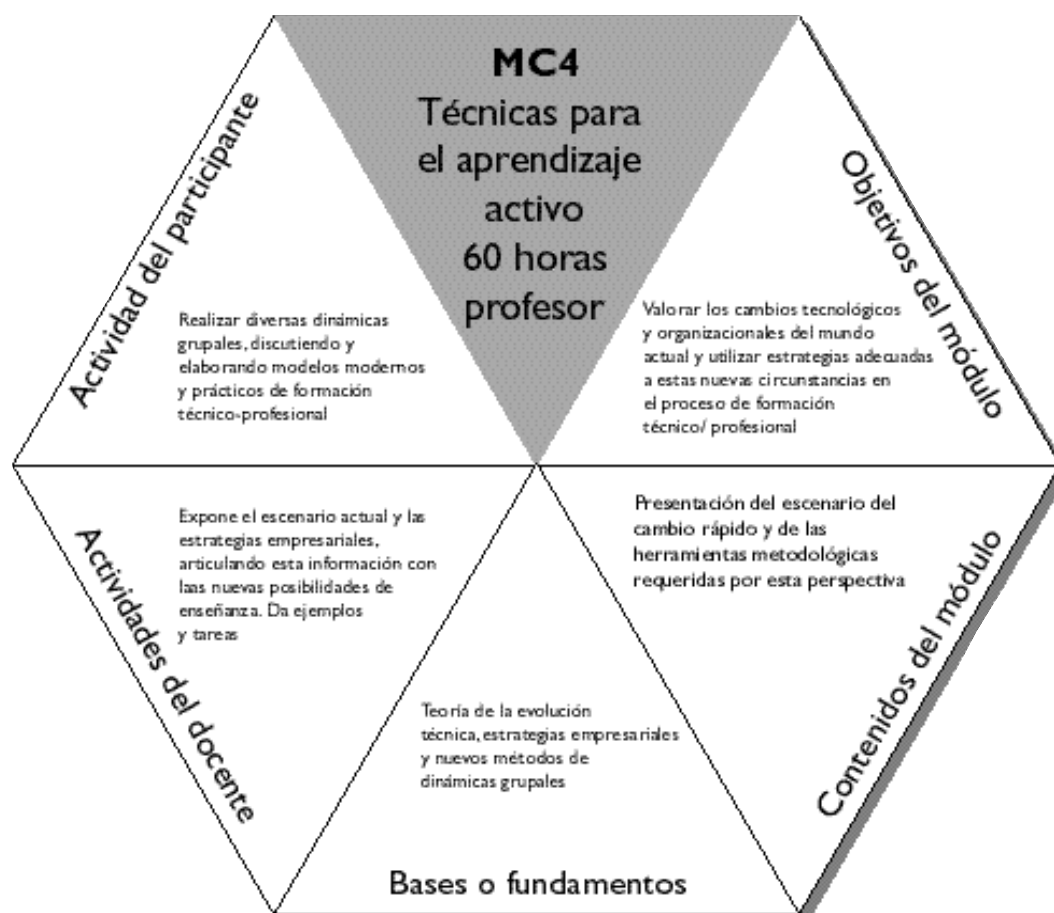 MC4
Técnicas para
el aprendizaje
activo
60 horas
profesor
Objetivos del módulo
Valorar los cambios tecnológicos
y organizacionales del mundo
actual y utilizar estrategias adecuadas
a estas nuevas circunstancias en
el proceso de formación
técnico/ profesional
Contenidos del módulo
Presentación del escenario del
cambio rápido y de las
herramientas metodológicas
requeridas por esta perspectiva
Bases o fundamentos
Teoría de la evolución
técnica, estrategias empresariales
y nuevos métodos de
dinámicas grupales
Actividades del docente
Expone el escenario actual y las
estrategias empresariales,
articulando esta información con
laas nuevas posibilidades de
enseñanza. Da ejemplos
y tareas
Actividad del participante
Realizar diversas dinámicas
grupales, discutiendo y
elaborando modelos modernos
y prácticos de formación
técnico-profesional